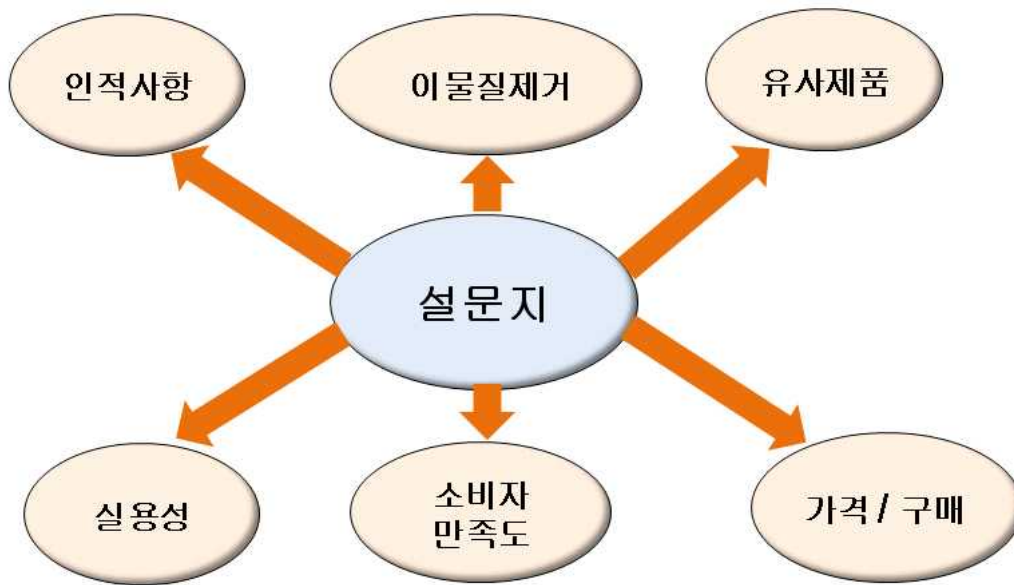 인적사항
이물질제거
유사제품
설문지
실용성
소비자
만족도
가격 / 구매